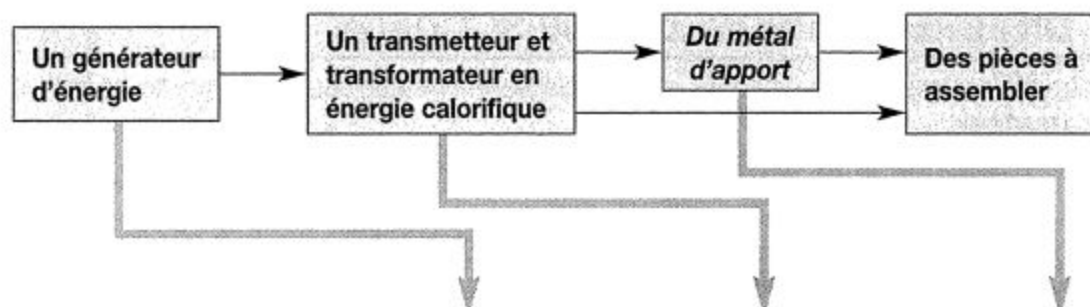 Un générateur
d'énergie
Un transmetteur et
transformateur en
énergie calorifique
Du métal
d'apport
Des pièces à
assembler